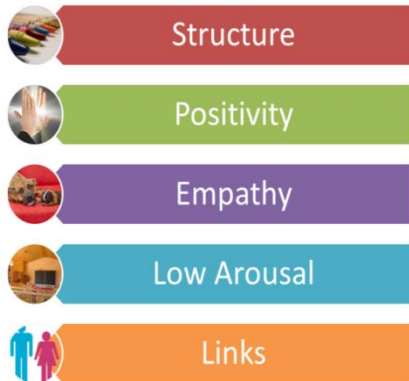 Structure
Positivity
Empathy
Low Arousal
Links